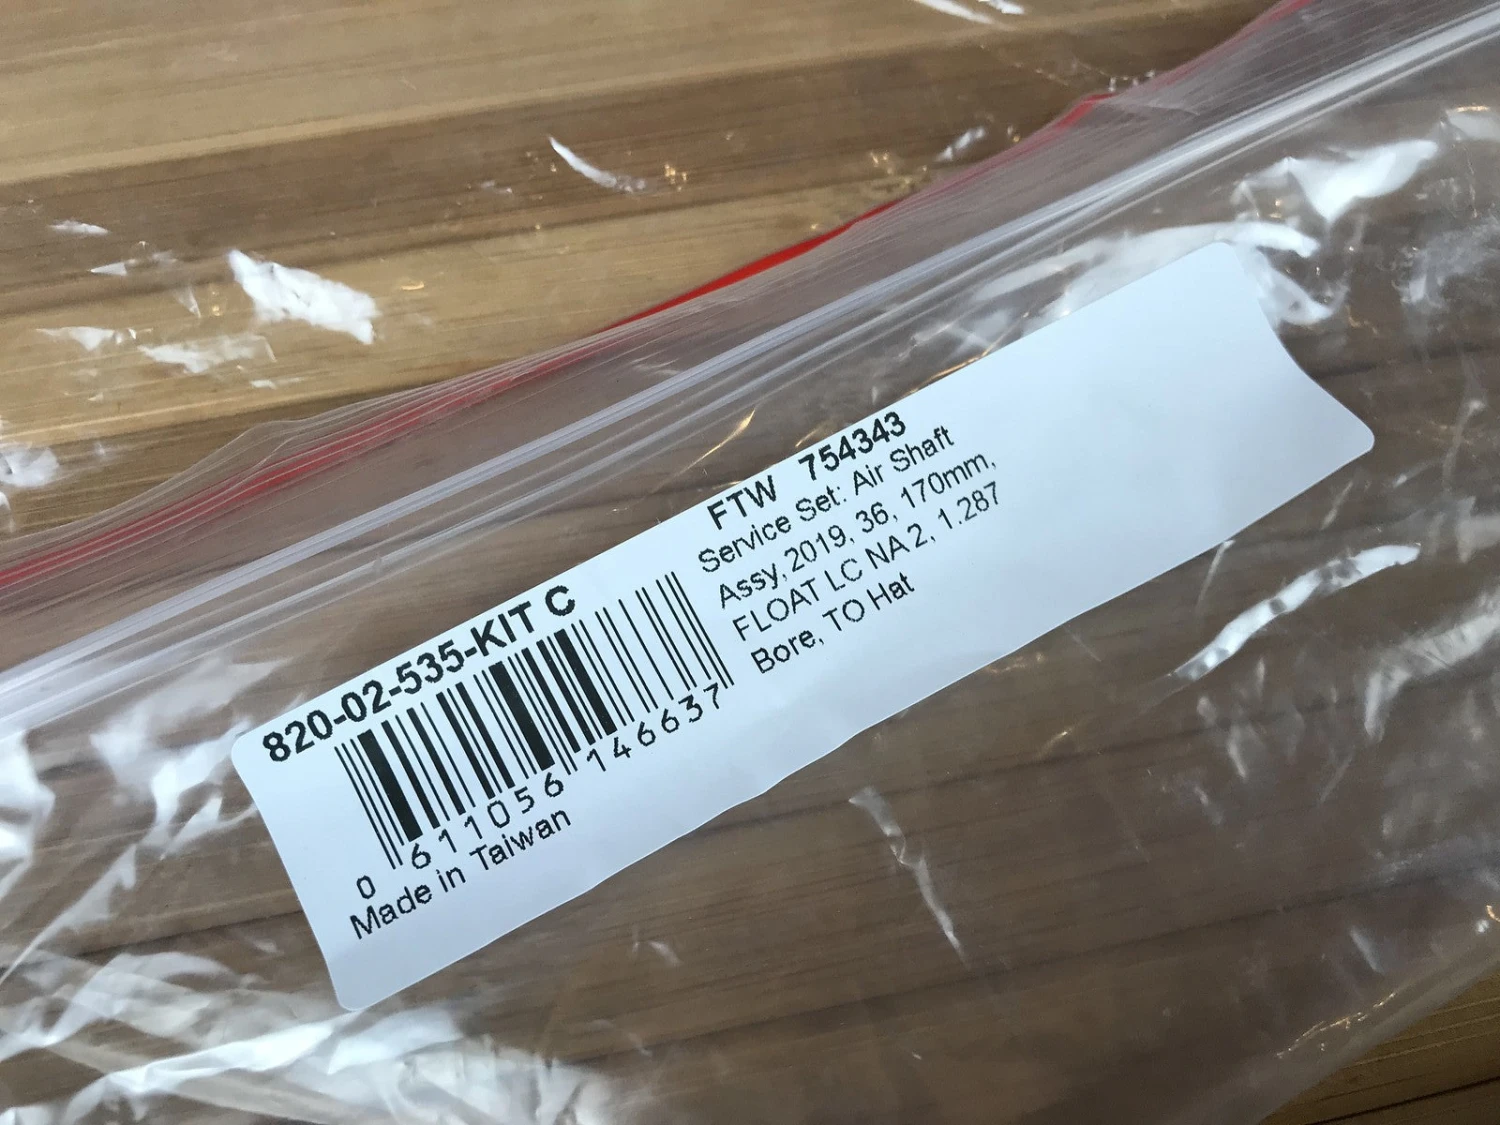 820-02-535-KIT C
0 611056 146637
Made in Taiwan
FTW 754343
Service Set: Air Shaft
Assy, 2019, 36, 170mm,
FLOAT LC NA 2, 1.287
Bore, TO Hat